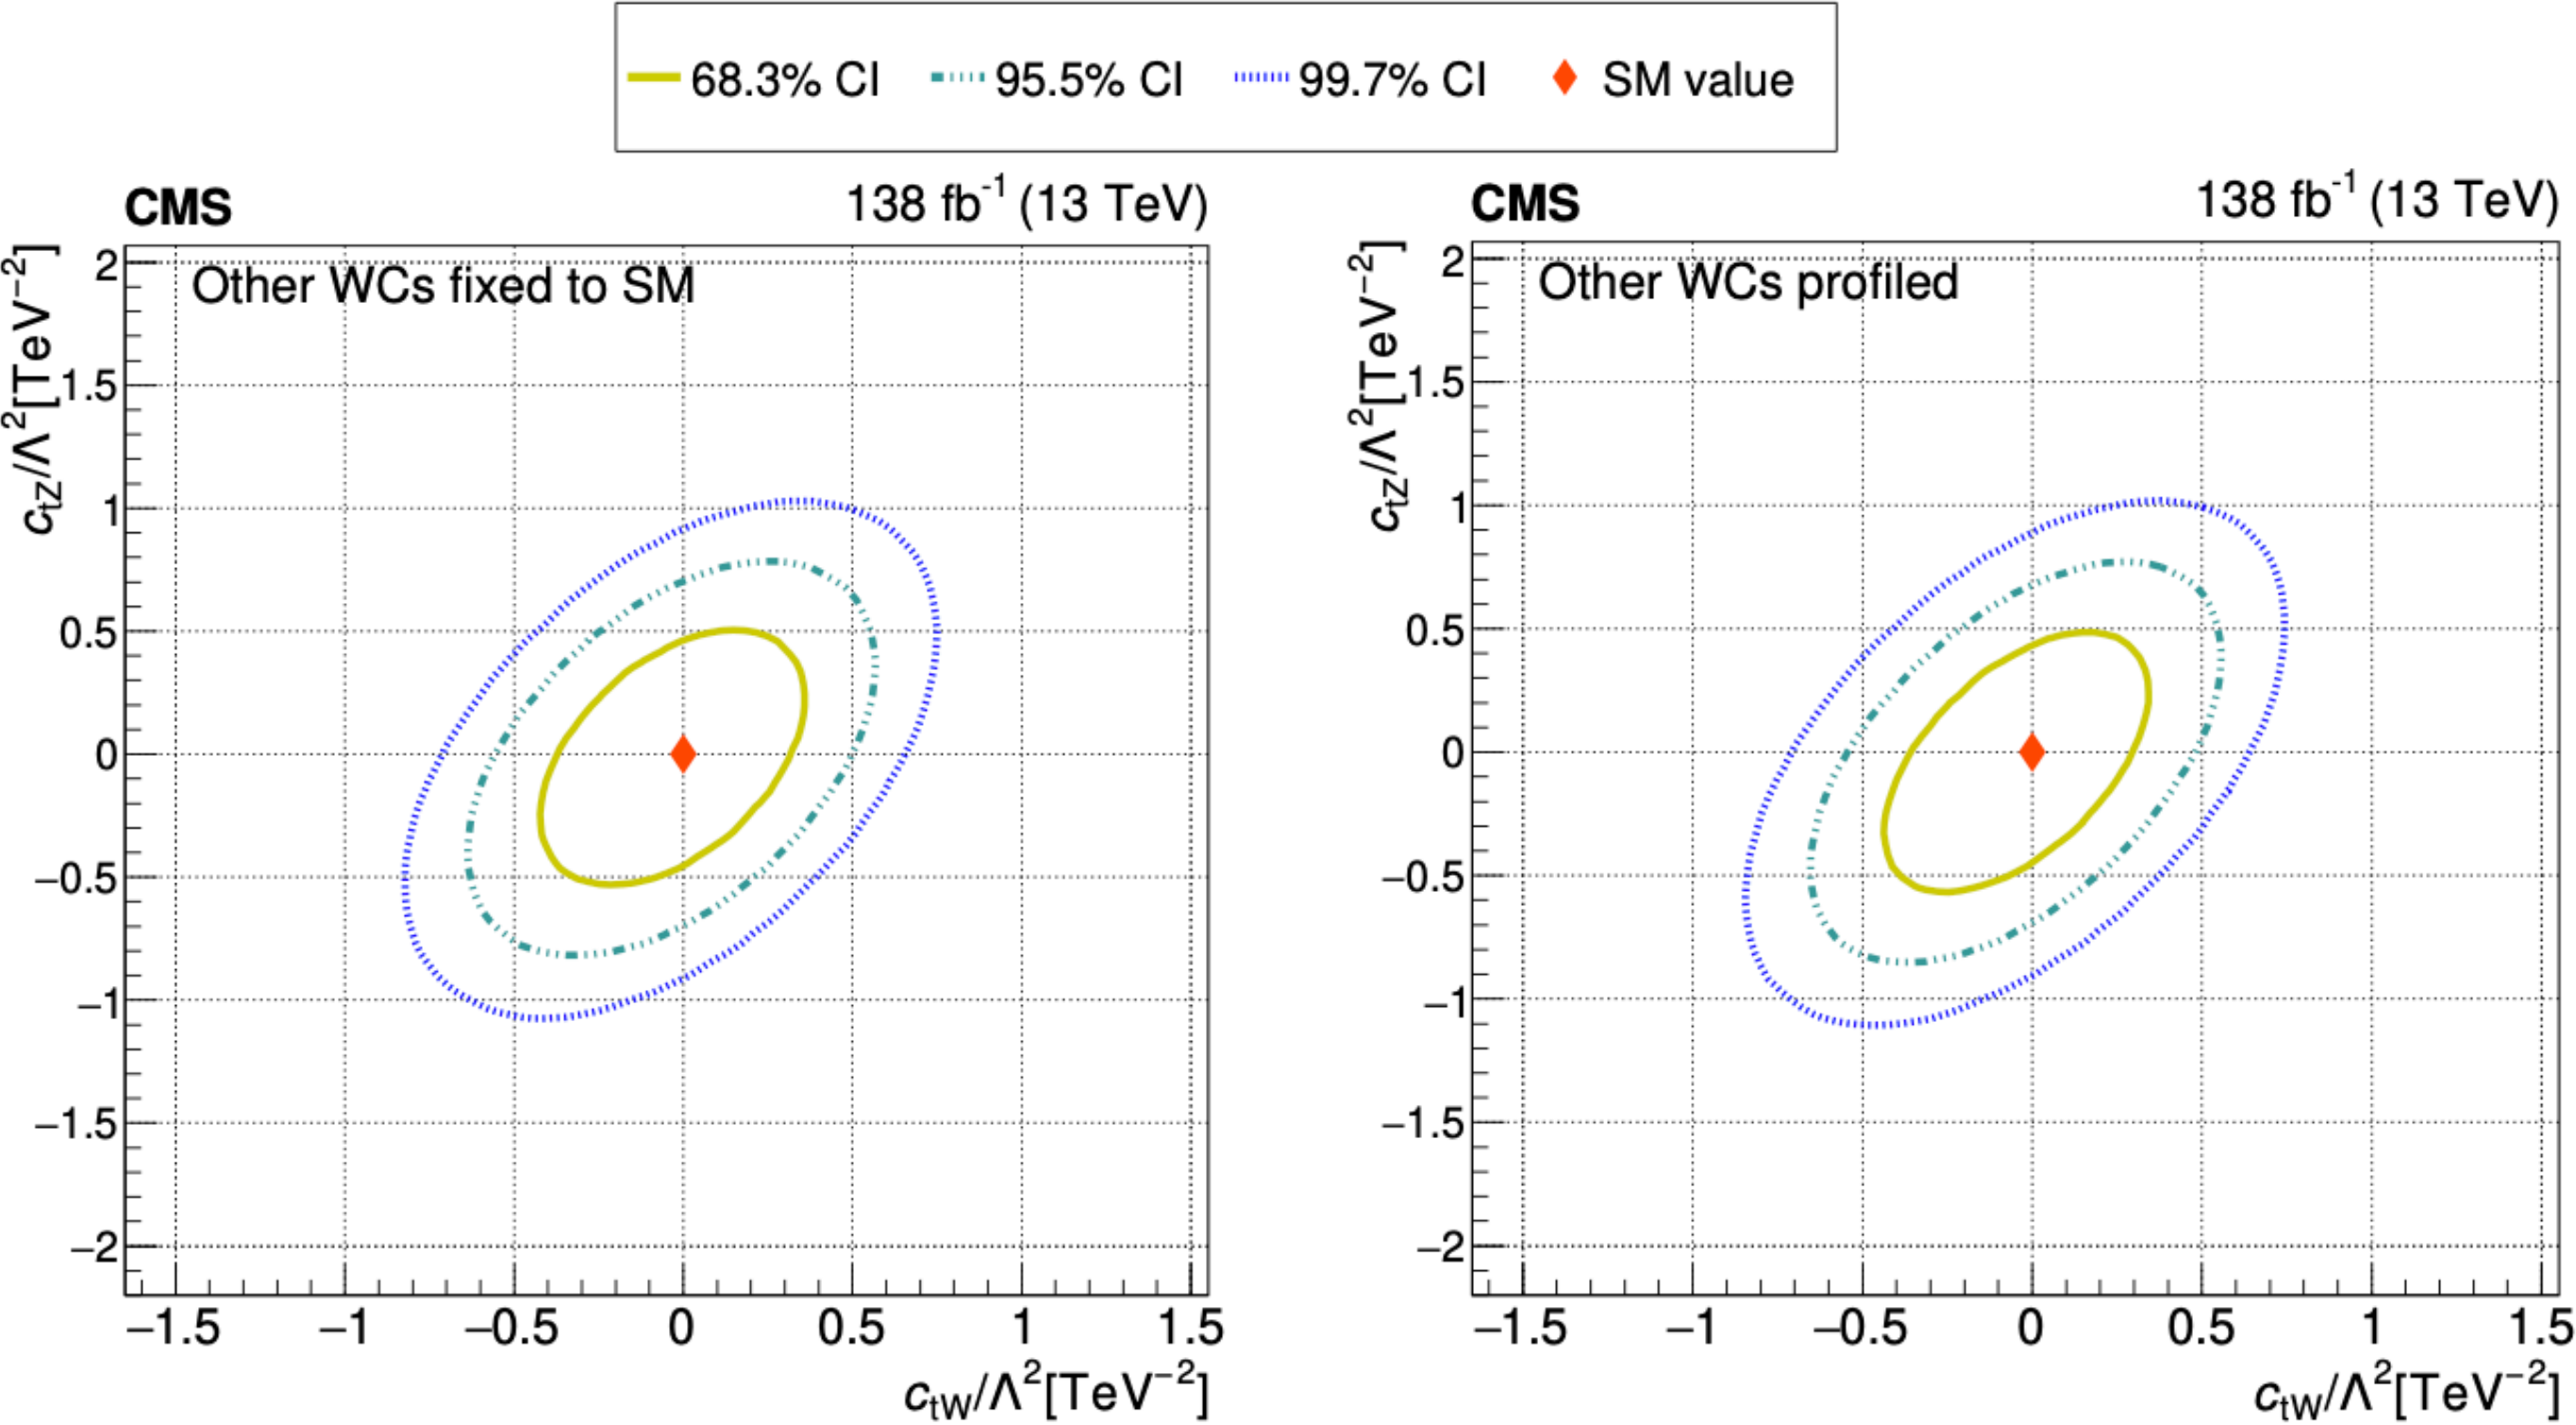 68.3% CI 95.5% CI 99.7% CI SM value
CMS 138 fb⁻¹ (13 TeV)
Other WCs fixed to SM
c_tZ/Λ²[TeV⁻²]
2
1.5
1
0.5
0
−0.5
−1
−1.5
−2
−1.5 −1 −0.5 0 0.5 1 1.5
c_tW/Λ²[TeV⁻²]
CMS 138 fb⁻¹ (13 TeV)
Other WCs profiled
c_tZ/Λ²[TeV⁻²]
2
1.5
1
0.5
0
−0.5
−1
−1.5
−2
−1.5 −1 −0.5 0 0.5 1 1.5
c_tW/Λ²[TeV⁻²]